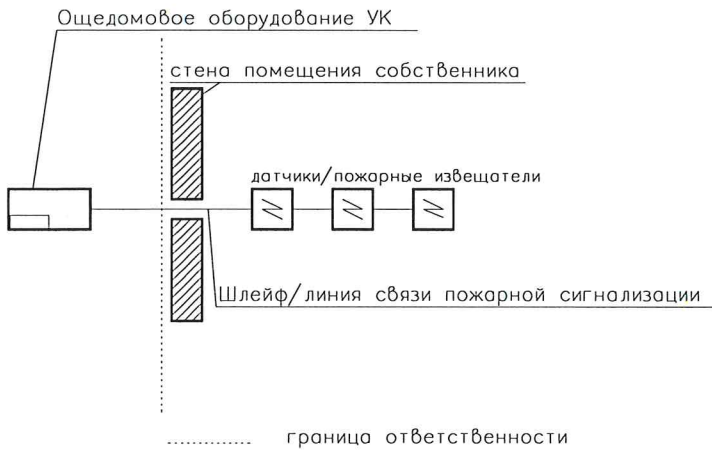 Ощедомовое оборудование УК
стена помещения собственника
датчики/пожарные извещатели
Шлейф/линия связи пожарной сигнализации
граница ответственности